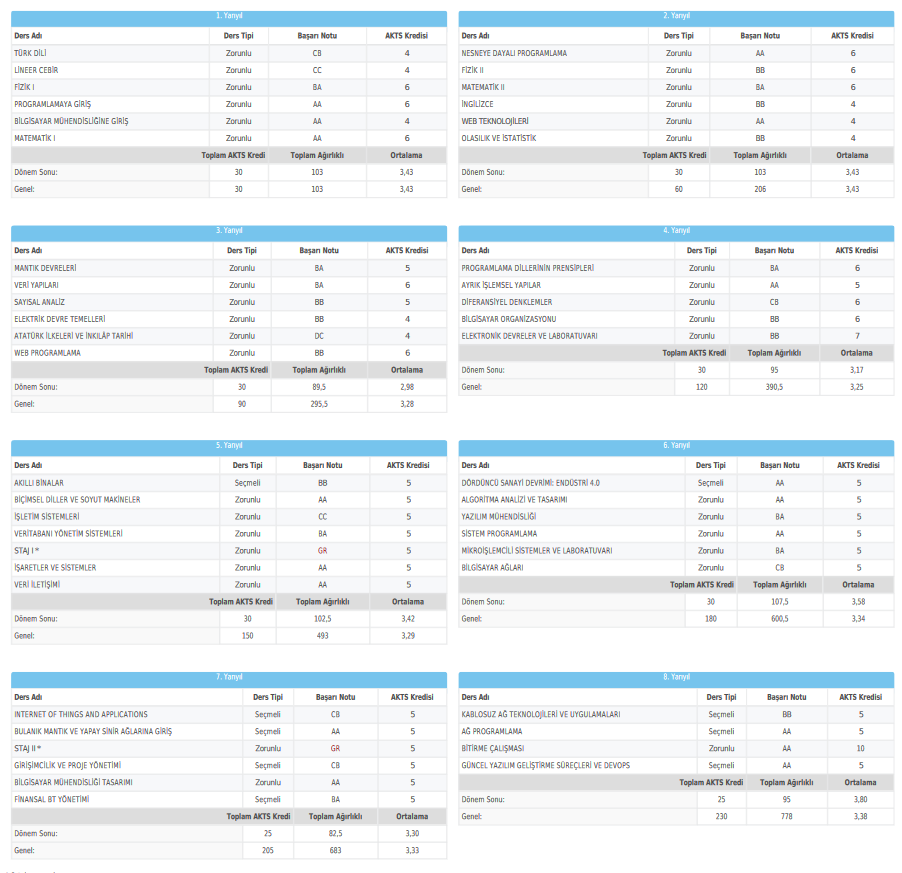 1. Yarıyıl
Ders Adı Ders Tipi Başarı Notu AKTS Kredisi
TÜRK DİLİ Zorunlu CB 4
LİNEER CEBİR Zorunlu CC 4
FİZİK I Zorunlu BA 6
PROGRAMLAMAYA GİRİŞ Zorunlu AA 6
BİLGİSAYAR MÜHENDİSLİĞİNE GİRİŞ Zorunlu AA 4
MATEMATİK I Zorunlu AA 6
Toplam AKTS Kredi Toplam Ağırlıklı Ortalama
Dönem Sonu: 30 103 3,43
Genel: 30 103 3,43
2. Yarıyıl
Ders Adı Ders Tipi Başarı Notu AKTS Kredisi
NESNEYE DAYALI PROGRAMLAMA Zorunlu AA 6
FİZİK II Zorunlu BB 6
MATEMATİK II Zorunlu BA 6
İNGİLİZCE Zorunlu BB 4
WEB TEKNOLOJİLERİ Zorunlu AA 4
OLASILIK VE İSTATİSTİK Zorunlu BB 4
Toplam AKTS Kredi Toplam Ağırlıklı Ortalama
Dönem Sonu: 30 103 3,43
Genel: 60 206 3,43
3. Yarıyıl
Ders Adı Ders Tipi Başarı Notu AKTS Kredisi
MANTIK DEVRELERİ Zorunlu BA 5
VERİ YAPILARI Zorunlu BA 6
SAYISAL ANALİZ Zorunlu BB 5
ELEKTRİK DEVRE TEMELLERİ Zorunlu BB 4
ATATÜRK İLKELERİ VE İNKILÂP TARİHİ Zorunlu DC 4
WEB PROGRAMLAMA Zorunlu BB 6
Toplam AKTS Kredi Toplam Ağırlıklı Ortalama
Dönem Sonu: 30 89,5 2,98
Genel: 90 295,5 3,28
4. Yarıyıl
Ders Adı Ders Tipi Başarı Notu AKTS Kredisi
PROGRAMLAMA DİLLERİNİN PRENSİPLERİ Zorunlu BA 6
AYRIK İŞLEMSEL YAPILAR Zorunlu AA 5
DİFERANSİYEL DENKLEMLER Zorunlu CB 6
BİLGİSAYAR ORGANİZASYONU Zorunlu BB 6
ELEKTRONİK DEVRELER VE LABORATUVARI Zorunlu BB 7
Toplam AKTS Kredi Toplam Ağırlıklı Ortalama
Dönem Sonu: 30 95 3,17
Genel: 120 390,5 3,25
5. Yarıyıl
Ders Adı Ders Tipi Başarı Notu AKTS Kredisi
AKILLI BİNALAR Seçmeli BB 5
BİÇİMSEL DİLLER VE SOYUT MAKİNELER Zorunlu AA 5
İŞLETİM SİSTEMLERİ Zorunlu CC 5
VERİTABANI YÖNETİM SİSTEMLERİ Zorunlu BA 5
STAJ I * Zorunlu GR 5
İŞARETLER VE SİSTEMLER Zorunlu AA 5
VERİ İLETİŞİMİ Zorunlu AA 5
Toplam AKTS Kredi Toplam Ağırlıklı Ortalama
Dönem Sonu: 30 102,5 3,42
Genel: 150 493 3,29
6. Yarıyıl
Ders Adı Ders Tipi Başarı Notu AKTS Kredisi
DÖRDÜNCÜ SANAYİ DEVRİMİ: ENDÜSTRİ 4.0 Seçmeli AA 5
ALGORİTMA ANALİZİ VE TASARIMI Zorunlu AA 5
YAZILIM MÜHENDİSLİĞİ Zorunlu BA 5
SİSTEM PROGRAMLAMA Zorunlu AA 5
MİKROİŞLEMCİLİ SİSTEMLER VE LABORATUVARI Zorunlu BA 5
BİLGİSAYAR AĞLARI Zorunlu CB 5
Toplam AKTS Kredi Toplam Ağırlıklı Ortalama
Dönem Sonu: 30 107,5 3,58
Genel: 180 600,5 3,34
7. Yarıyıl
Ders Adı Ders Tipi Başarı Notu AKTS Kredisi
INTERNET OF THINGS AND APPLICATIONS Seçmeli CB 5
BULANIK MANTIK VE YAPAY SİNİR AĞLARINA GİRİŞ Seçmeli AA 5
STAJ II * Zorunlu GR 5
GİRİŞİMCİLİK VE PROJE YÖNETİMİ Seçmeli CB 5
BİLGİSAYAR MÜHENDİSLİĞİ TASARIMI Zorunlu AA 5
FİNANSAL BT YÖNETİMİ Seçmeli BA 5
Toplam AKTS Kredi Toplam Ağırlıklı Ortalama
Dönem Sonu: 25 82,5 3,30
Genel: 205 683 3,33
8. Yarıyıl
Ders Adı Ders Tipi Başarı Notu AKTS Kredisi
KABLOSUZ AĞ TEKNOLOJİLERİ VE UYGULAMALARI Seçmeli BB 5
AĞ PROGRAMLAMA Seçmeli AA 5
BİTİRME ÇALIŞMASI Zorunlu AA 10
GÜNCEL YAZILIM GELİŞTİRME SÜREÇLERİ VE DEVOPS Seçmeli AA 5
Toplam AKTS Kredi Toplam Ağırlıklı Ortalama
Dönem Sonu: 25 95 3,80
Genel: 230 778 3,38